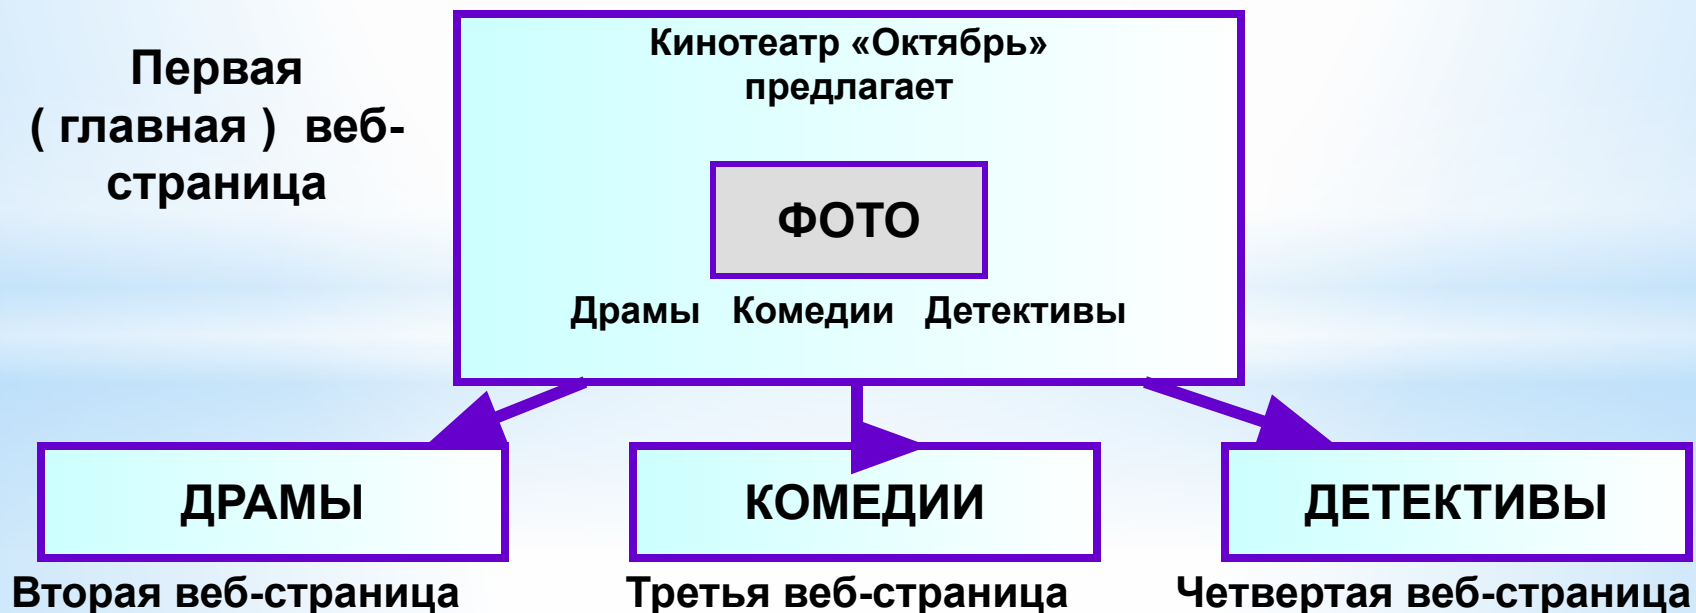 Первая
( главная ) веб-
страница
Кинотеатр «Октябрь»
предлагает
ФОТО
Драмы Комедии Детективы
ДРАМЫ
КОМЕДИИ
ДЕТЕКТИВЫ
Вторая веб-страница
Третья веб-страница
Четвертая веб-страница